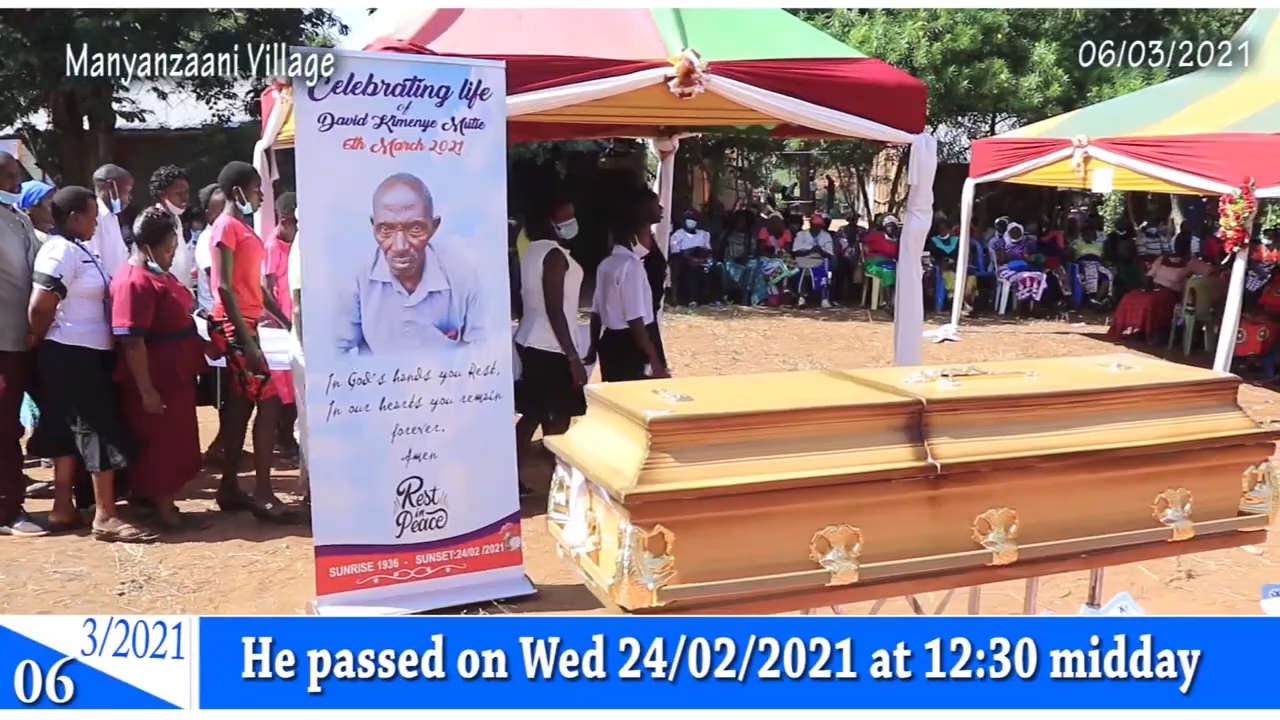 Manyanzaani Village
06/03/2021
Celebrating life
of
David Kimenye Mutie
6th March 2021
In God's hands you Rest,
In our hearts you remain
forever.
Amen
Rest
in
Peace
SUNRISE 1936 - SUNSET:24/02 /2021
06
3/2021
He passed on Wed 24/02/2021 at 12:30 midday